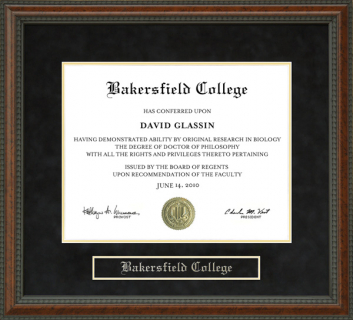 Bakersfield College
HAS CONFERRED UPON
DAVID GLASSIN
HAVING DEMONSTRATED ABILITY BY ORIGINAL RESEARCH IN BIOLOGY
THE DEGREE OF DOCTOR OF PHILOSOPHY
WITH ALL THE RIGHTS AND PRIVILEGES THERETO PERTAINING
ISSUED BY THE BOARD OF REGENTS
UPON RECOMMENDATION OF THE FACULTY
JUNE 14, 2010
PROVOST
PRESIDENT
Bakersfield College